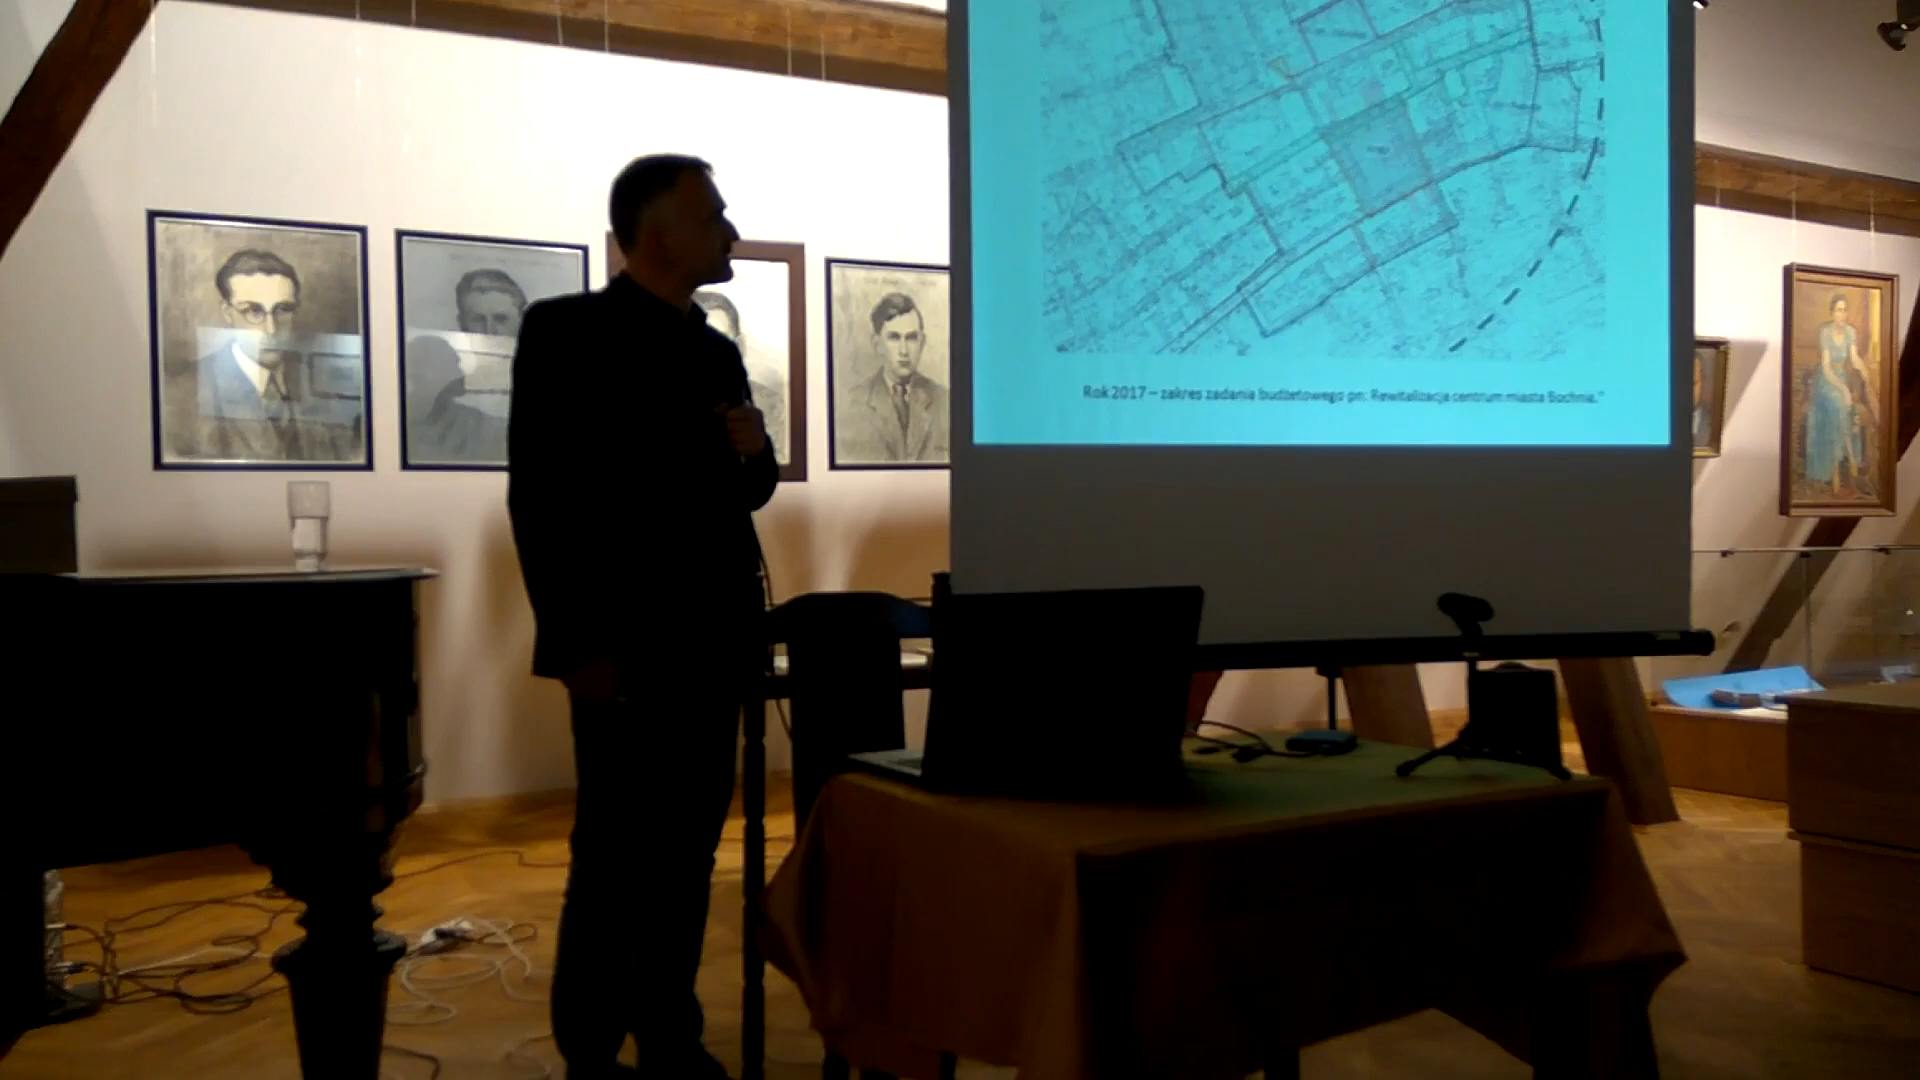 Rok 2017 – zakres zadania budżetowego pn: Rewitalizacja centrum miasta Bochnia."